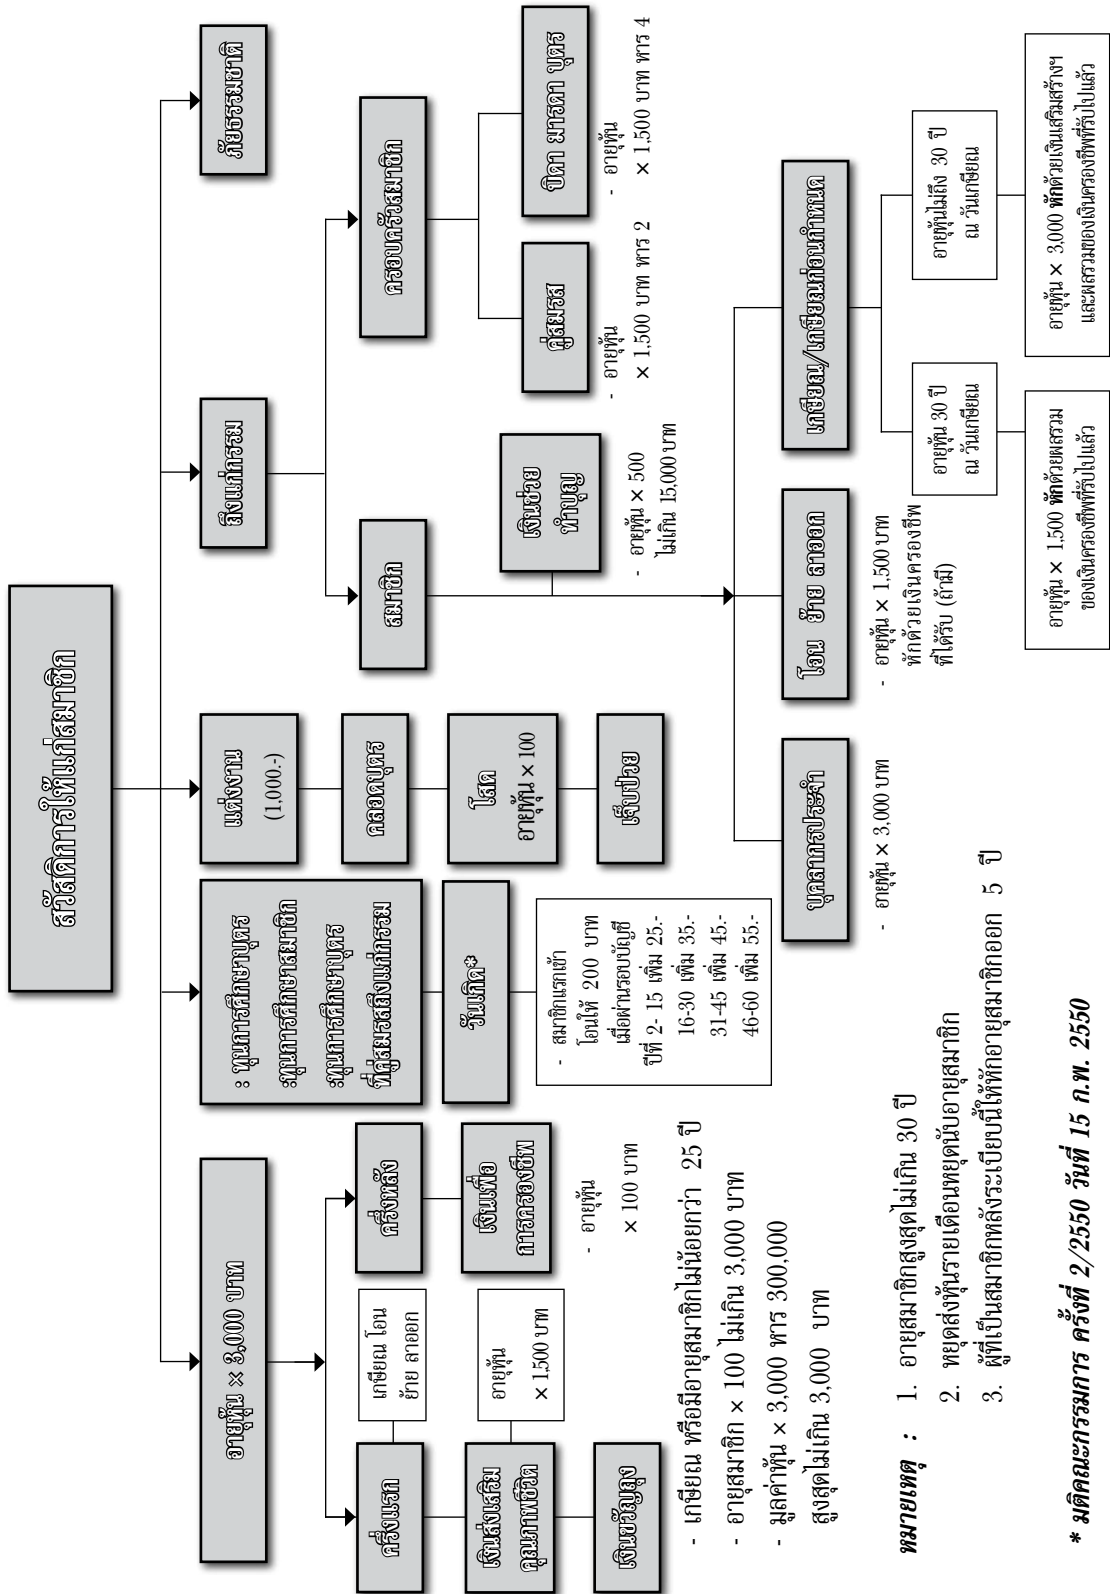 สวัสดิการให้แก่สมาชิก
อายุหุ้น × 3,000 บาท
ครึ่งแรก
เกษียณ โอน
ย้าย ลาออก
เงินส่งเสริม
คุณภาพชีวิต
อายุหุ้น
× 1,500 บาท
เงินขวัญถุง
- เกษียณ หรือมีอายุสมาชิกไม่น้อยกว่า 25 ปี
- อายุสมาชิก × 100 ไม่เกิน 3,000 บาท
- มูลค่าหุ้น × 3,000 หาร 300,000
สูงสุดไม่เกิน 3,000 บาท
ครึ่งหลัง
เงินเพื่อ
การครองชีพ
- อายุหุ้น
× 100 บาท
: ทุนการศึกษาบุตร
:ทุนการศึกษาสมาชิก
:ทุนการศึกษาบุตร
ที่คู่สมรสถึงแก่กรรม
วันเกิด*
- สมาชิกแรกเข้า
โอนให้ 200 บาท
เมื่อผ่านรอบบัญชี
ปีที่ 2- 15 เพิ่ม 25.-
16-30 เพิ่ม 35.-
31-45 เพิ่ม 45.-
46-60 เพิ่ม 55.-
แต่งงาน
(1,000.-)
คลอดบุตร
โสด
อายุหุ้น × 100
เจ็บป่วย
ถึงแก่กรรม
สมาชิก
เงินช่วย
ทำบุญ
- อายุหุ้น × 500
ไม่เกิน 15,000 บาท
ครอบครัวสมาชิก
คู่สมรส
- อายุหุ้น
× 1,500 บาท หาร 2
บิดา มารดา บุตร
- อายุหุ้น
× 1,500 บาท หาร 4
ภัยธรรมชาติ
บุคลากรประจำ
- อายุหุ้น × 3,000 บาท
โอน ย้าย ลาออก
- อายุหุ้น × 1,500 บาท
หักด้วยเงินครองชีพ
ที่ได้รับ (ถ้ามี)
เกษียณ/เกษียณก่อนกำหนด
อายุหุ้น 30 ปี
ณ วันเกษียณ
อายุหุ้น × 1,500 หักด้วยผลรวม
ของเงินครองชีพที่รับไปแล้ว
อายุหุ้นไม่ถึง 30 ปี
ณ วันเกษียณ
อายุหุ้น × 3,000 หักด้วยเงินเสริมสร้างฯ
และผลรวมของเงินครองชีพที่รับไปแล้ว
หมายเหตุ : 1. อายุสมาชิกสูงสุดไม่เกิน 30 ปี
2. หยุดส่งหุ้นรายเดือนหยุดนับอายุสมาชิก
3. ผู้ที่เป็นสมาชิกหลังระเบียบนี้ให้หักอายุสมาชิกออก 5 ปี
* มติคณะกรรมการ ครั้งที่ 2/2550 วันที่ 15 ก.พ. 2550